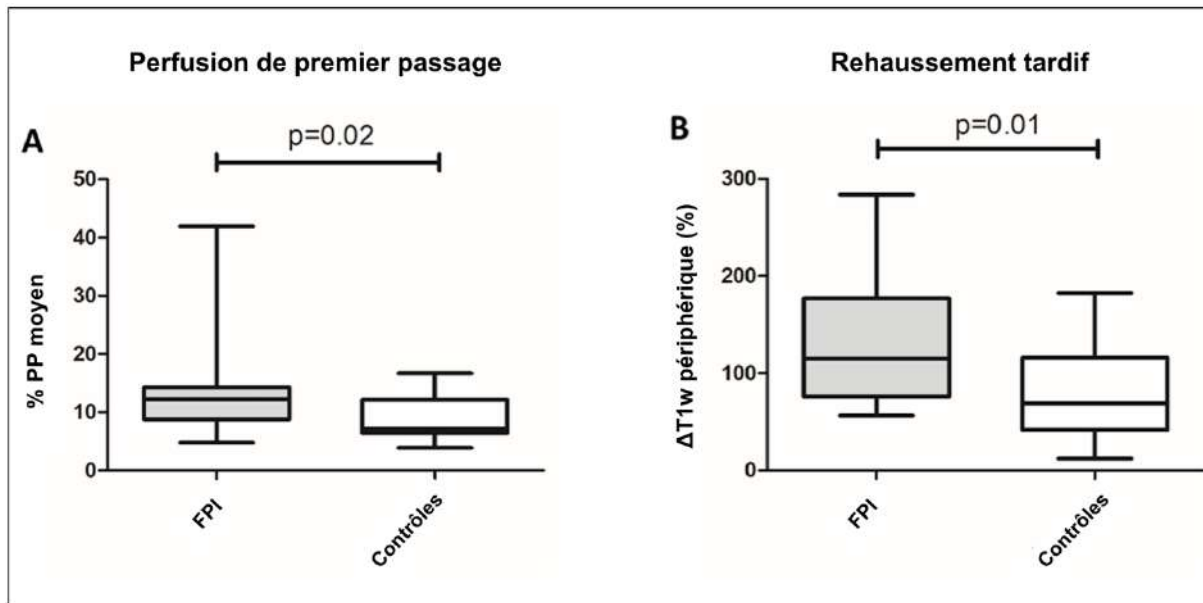 Perfusion de premier passage
A
p=0.02
% PP moyen
50
40
30
20
10
0
FPI
Contrôles
Rehaussement tardif
B
p=0.01
ΔT1w périphérique (%)
300
200
100
0
FPI
Contrôles